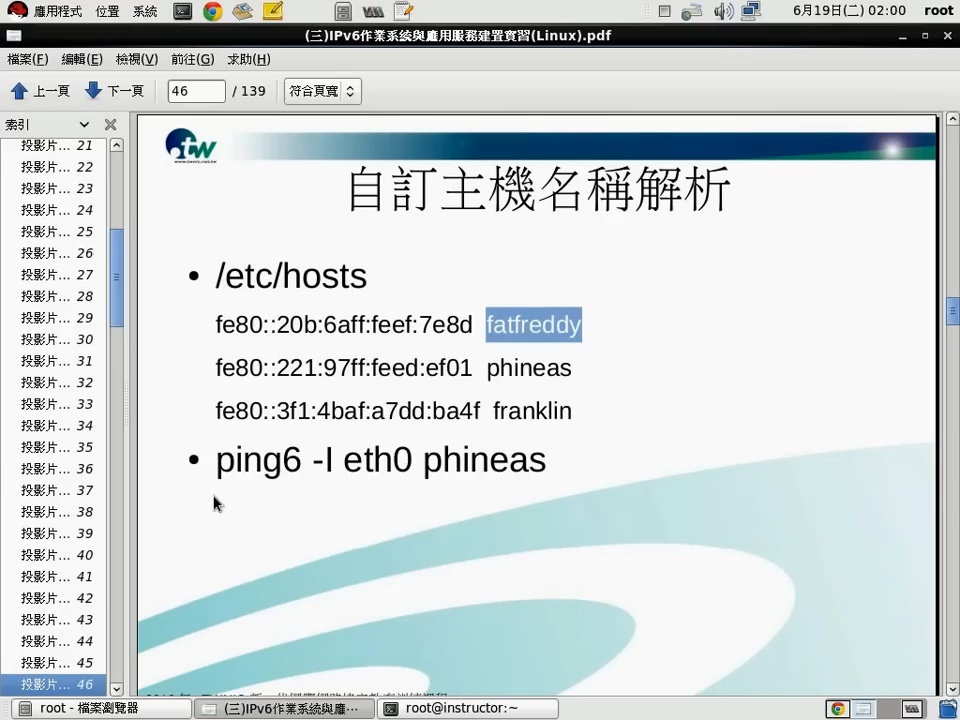 應用程式 位置 系統 6月19日(二) 02:00 root
(三)IPv6作業系統與應用服務建置實習(Linux).pdf
檔案(F) 編輯(E) 檢視(V) 前往(G) 求助(H)
上一頁 下一頁 46 / 139 符合頁寬
索引
投影片... 21
投影片... 22
投影片... 23
投影片... 24
投影片... 25
投影片... 26
投影片... 27
投影片... 28
投影片... 29
投影片... 30
投影片... 31
投影片... 32
投影片... 33
投影片... 34
投影片... 35
投影片... 36
投影片... 37
投影片... 38
投影片... 39
投影片... 40
投影片... 41
投影片... 42
投影片... 43
投影片... 44
投影片... 45
投影片... 46
.tw
自訂主機名稱解析
• /etc/hosts
fe80::20b:6aff:feef:7e8d fatfreddy
fe80::221:97ff:feed:ef01 phineas
fe80::3f1:4baf:a7dd:ba4f franklin
• ping6 -I eth0 phineas
root - 檔案瀏覽器 (三)IPv6作業系統與應... root@instructor:~